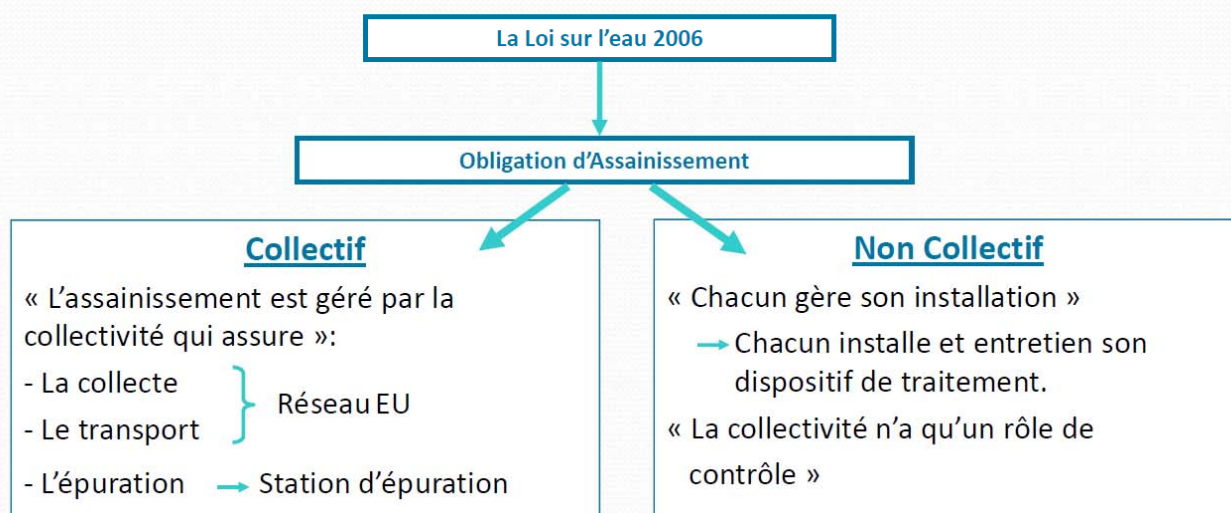 La Loi sur l'eau 2006
Obligation d'Assainissement
Collectif
« L'assainissement est géré par la
collectivité qui assure »:
- La collecte
- Le transport
Réseau EU
- L'épuration
Station d'épuration
Non Collectif
« Chacun gère son installation »
Chacun installe et entretien son
dispositif de traitement.
« La collectivité n'a qu'un rôle de
contrôle »